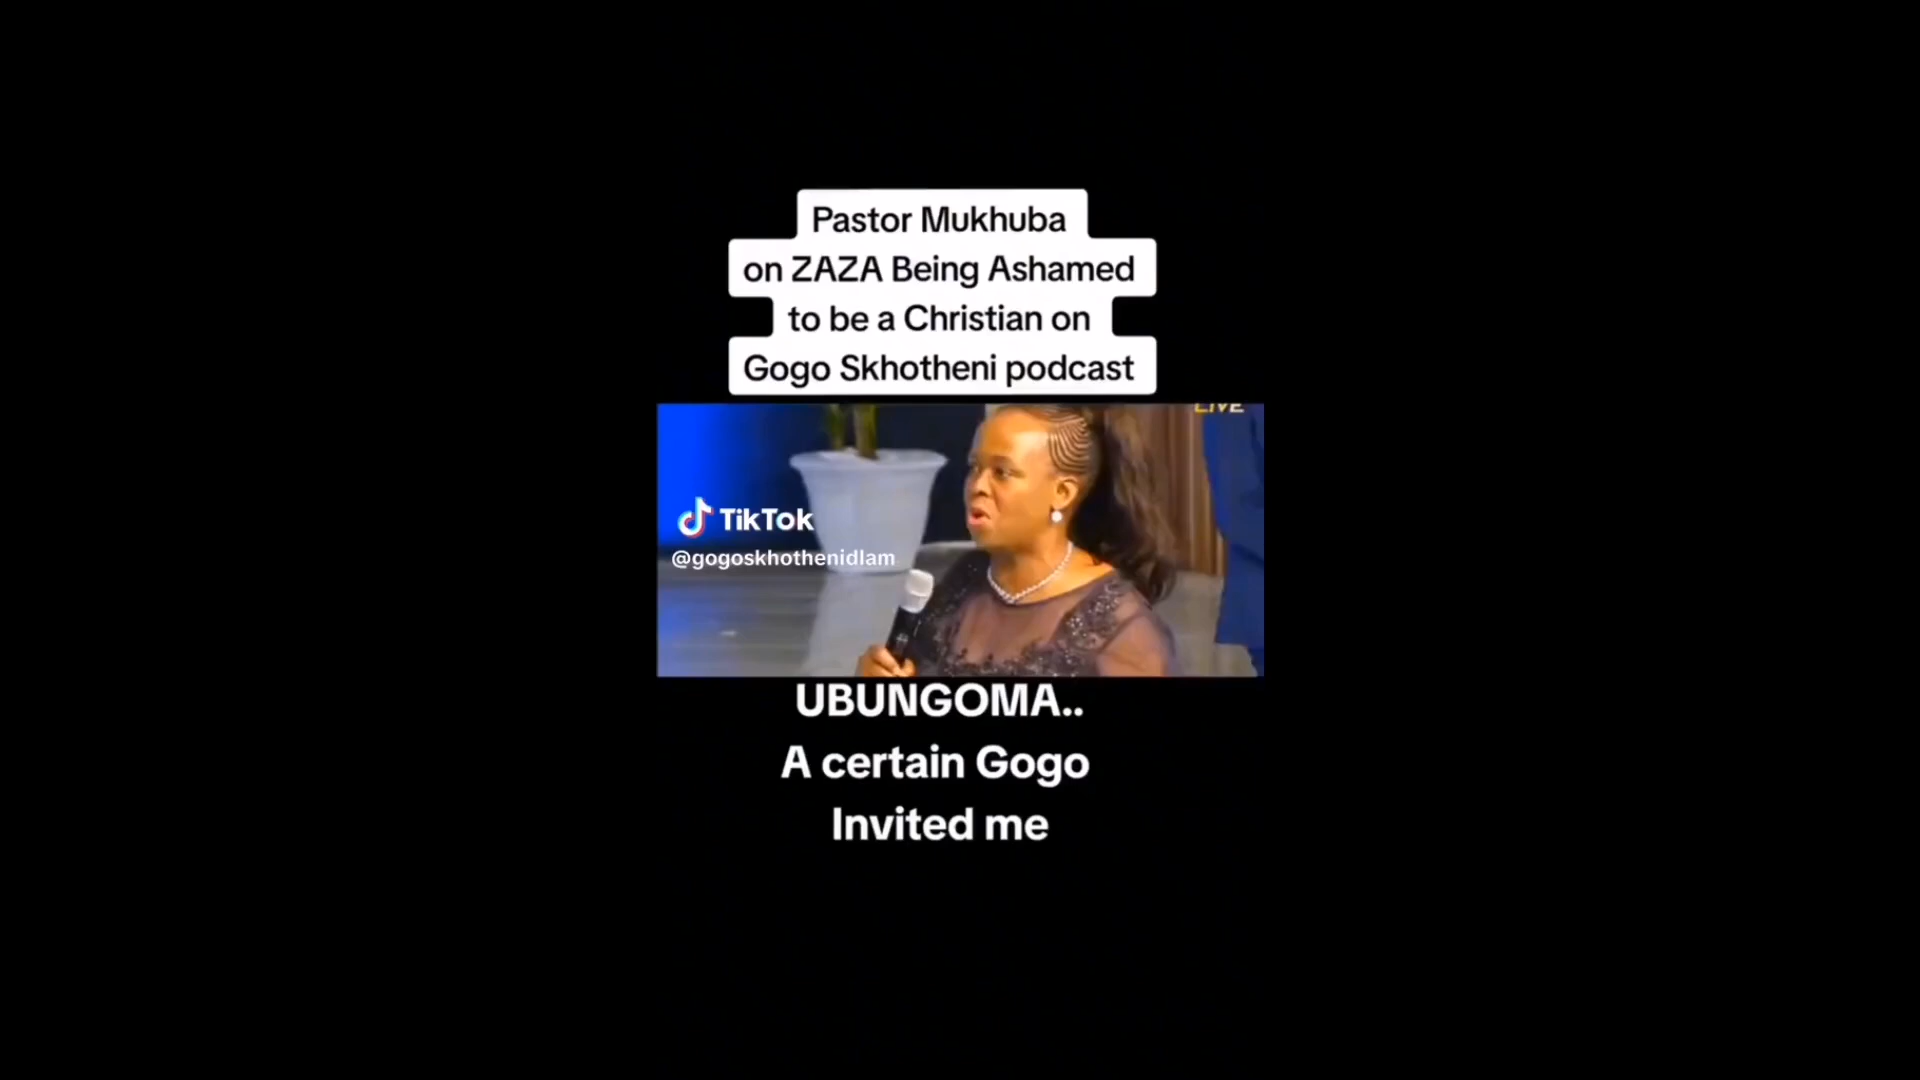 Pastor Mukhuba
on ZAZA Being Ashamed
to be a Christian on
Gogo Skhotheni podcast
LIVE
TikTok
@gogoskhothenidlam
UBUNGOMA..
A certain Gogo
Invited me